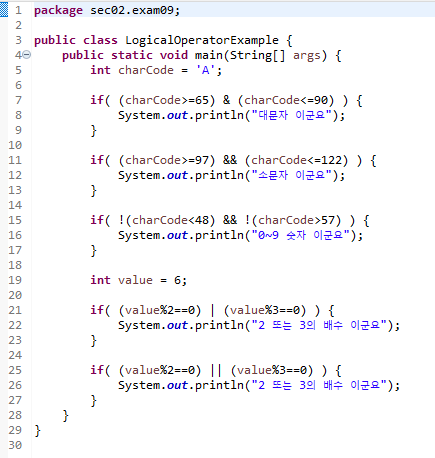 1 package sec02.exam09;
2
3 public class LogicalOperatorExample {
4     public static void main(String[] args) {
5         int charCode = 'A';
6
7         if( (charCode>=65) & (charCode<=90) ) {
8             System.out.println("대문자 이군요");
9         }
10
11         if( (charCode>=97) && (charCode<=122) ) {
12             System.out.println("소문자 이군요");
13         }
14
15         if( !(charCode<48) && !(charCode>57) ) {
16             System.out.println("0~9 숫자 이군요");
17         }
18
19         int value = 6;
20
21         if( (value%2==0) | (value%3==0) ) {
22             System.out.println("2 또는 3의 배수 이군요");
23         }
24
25         if( (value%2==0) || (value%3==0) ) {
26             System.out.println("2 또는 3의 배수 이군요");
27         }
28     }
29 }
30